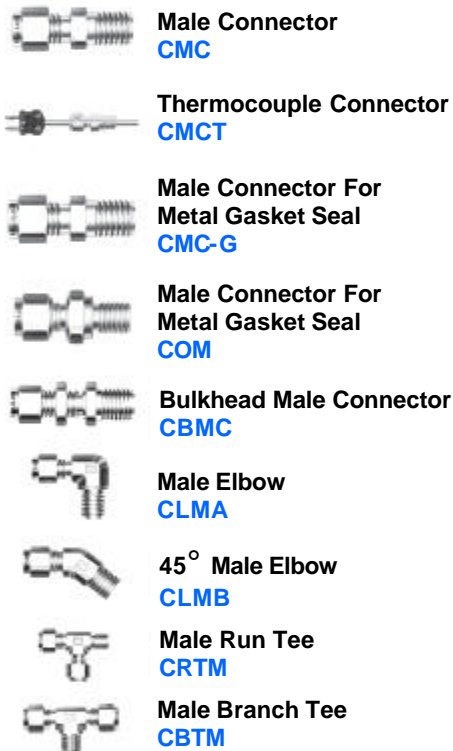 Male Connector
CMC
Thermocouple Connector
CMCT
Male Connector For
Metal Gasket Seal
CMC-G
Male Connector For
Metal Gasket Seal
COM
Bulkhead Male Connector
CBMC
Male Elbow
CLMA
45° Male Elbow
CLMB
Male Run Tee
CRTM
Male Branch Tee
CBTM